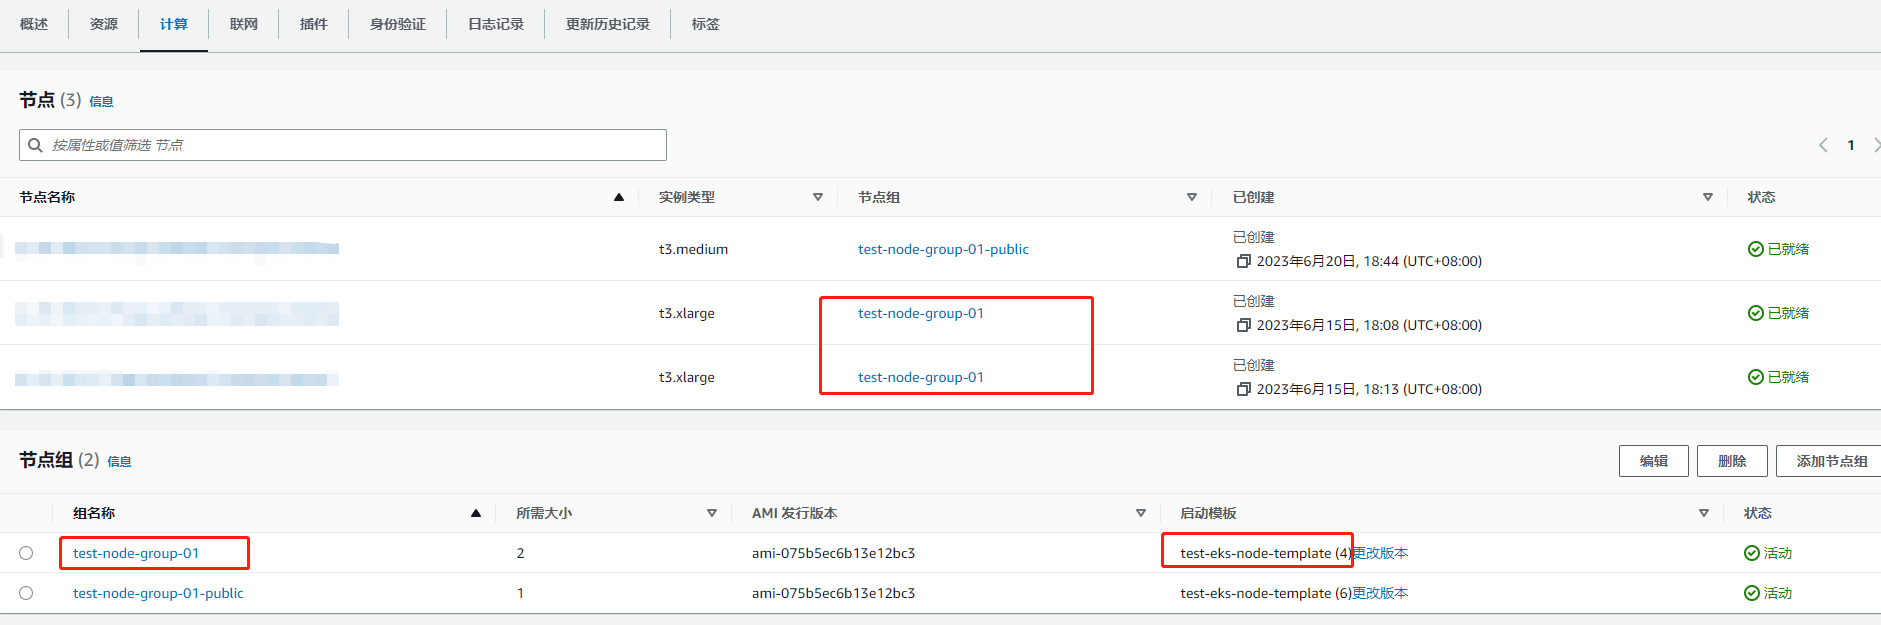 概述 资源 计算 联网 插件 身份验证 日志记录 更新历史记录 标签
节点 (3) 信息
按属性或值筛选 节点
1
节点名称 实例类型 节点组 已创建 状态
t3.medium test-node-group-01-public 已创建 2023年6月20日, 18:44 (UTC+08:00) 已就绪
t3.xlarge test-node-group-01 已创建 2023年6月15日, 18:08 (UTC+08:00) 已就绪
t3.xlarge test-node-group-01 已创建 2023年6月15日, 18:13 (UTC+08:00) 已就绪
节点组 (2) 信息 编辑 删除 添加节点组
组名称 所需大小 AMI 发行版本 启动模板 状态
test-node-group-01 2 ami-075b5ec6b13e12bc3 test-eks-node-template (4)更改版本 活动
test-node-group-01-public 1 ami-075b5ec6b13e12bc3 test-eks-node-template (6)更改版本 活动